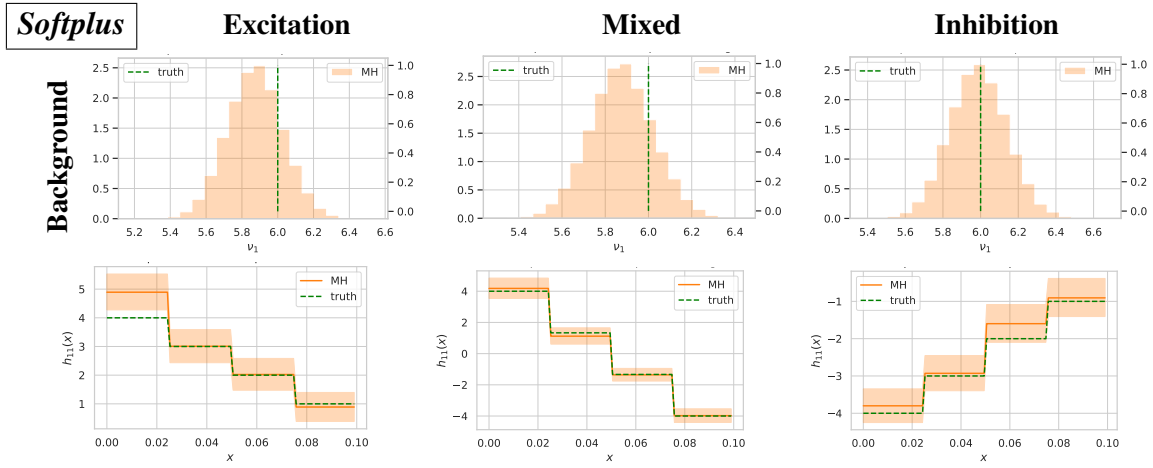 Softplus
Excitation
Mixed
Inhibition
Background
truth
MH
2.5
2.0
1.5
1.0
0.5
0.0
1.0
0.8
0.6
0.4
0.2
0.0
5.2 5.4 5.6 5.8 6.0 6.2 6.4 6.6
ν₁
truth
MH
2.5
2.0
1.5
1.0
0.5
0.0
1.0
0.8
0.6
0.4
0.2
0.0
5.4 5.6 5.8 6.0 6.2 6.4
ν₁
truth
MH
2.5
2.0
1.5
1.0
0.5
0.0
1.0
0.8
0.6
0.4
0.2
0.0
5.4 5.6 5.8 6.0 6.2 6.4 6.6
ν₁
MH
truth
h₁₁(x)
5
4
3
2
1
0.00 0.02 0.04 0.06 0.08 0.10
x
MH
truth
h₁₁(x)
4
2
0
−2
−4
0.00 0.02 0.04 0.06 0.08 0.10
x
MH
truth
h₁₁(x)
−1
−2
−3
−4
0.00 0.02 0.04 0.06 0.08 0.10
x